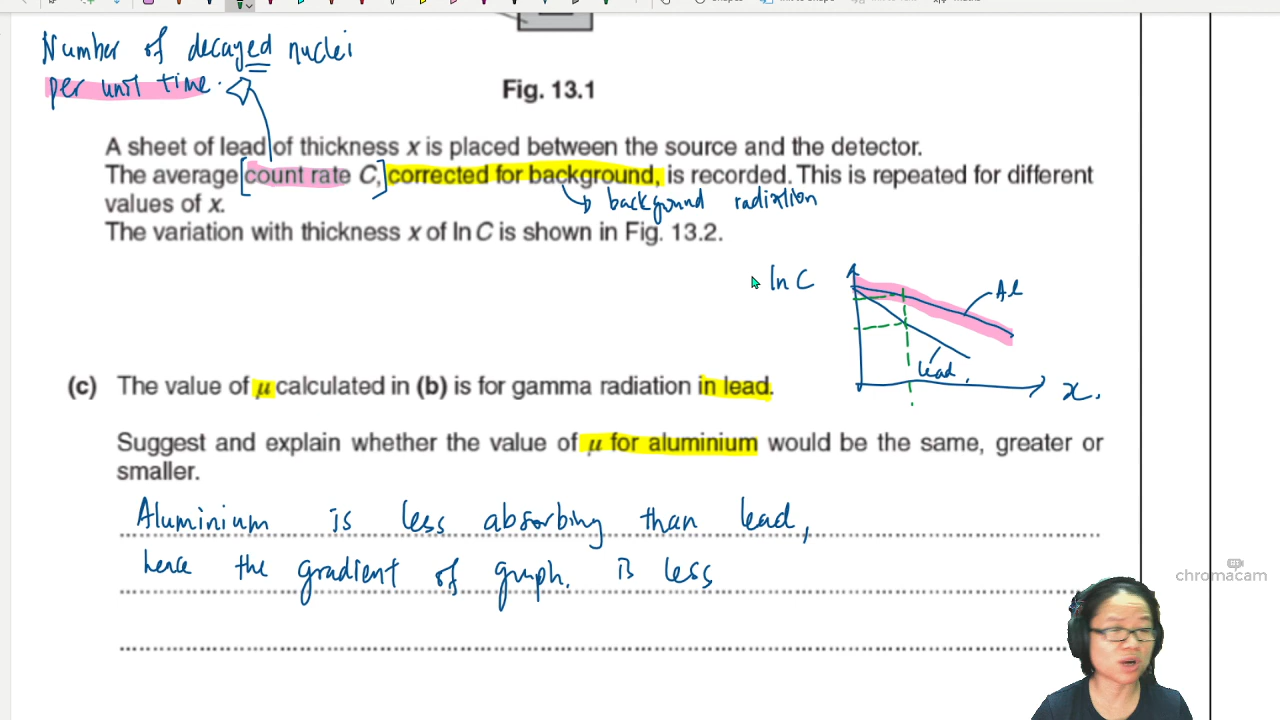 Number of decayed nuclei
per unit time.
Fig. 13.1
A sheet of lead of thickness x is placed between the source and the detector.
The average [count rate C,] corrected for background, is recorded. This is repeated for different
values of x.
background radiation
The variation with thickness x of ln C is shown in Fig. 13.2.
ln C
Al
lead
x.
(c) The value of μ calculated in (b) is for gamma radiation in lead.
Suggest and explain whether the value of μ for aluminium would be the same, greater or
smaller.
Aluminium is less absorbing than lead,
hence the gradient of graph. is less
chromacam